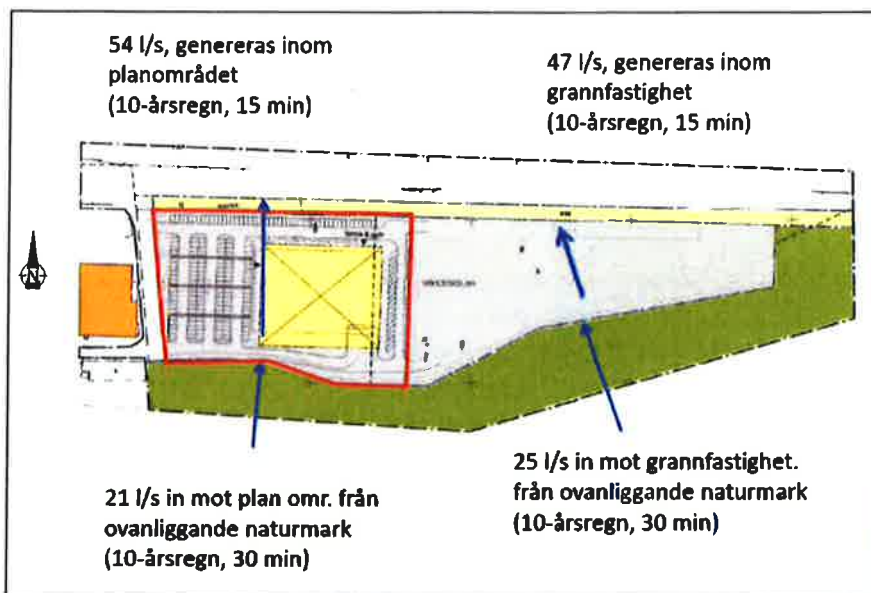 54 l/s, genereras inom
planområdet
(10-årsregn, 15 min)
47 l/s, genereras inom
grannfastighet
(10-årsregn, 15 min)
N
21 l/s in mot plan omr. från
ovanliggande naturmark
(10-årsregn, 30 min)
25 l/s in mot grannfastighet.
från ovanliggande naturmark
(10-årsregn, 30 min)